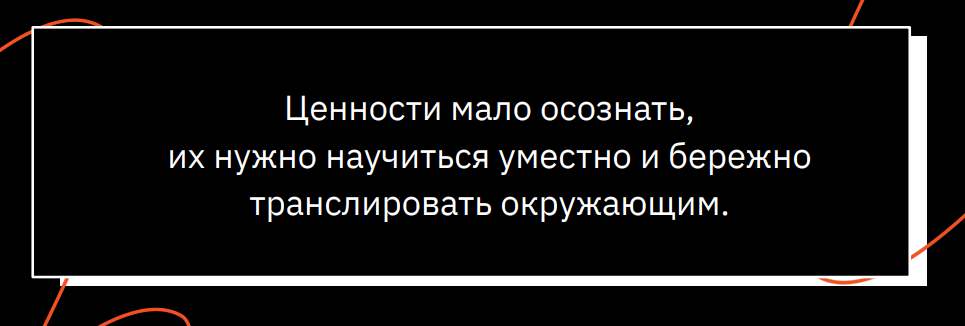 Ценности мало осознать,
их нужно научиться уместно и бережно
транслировать окружающим.